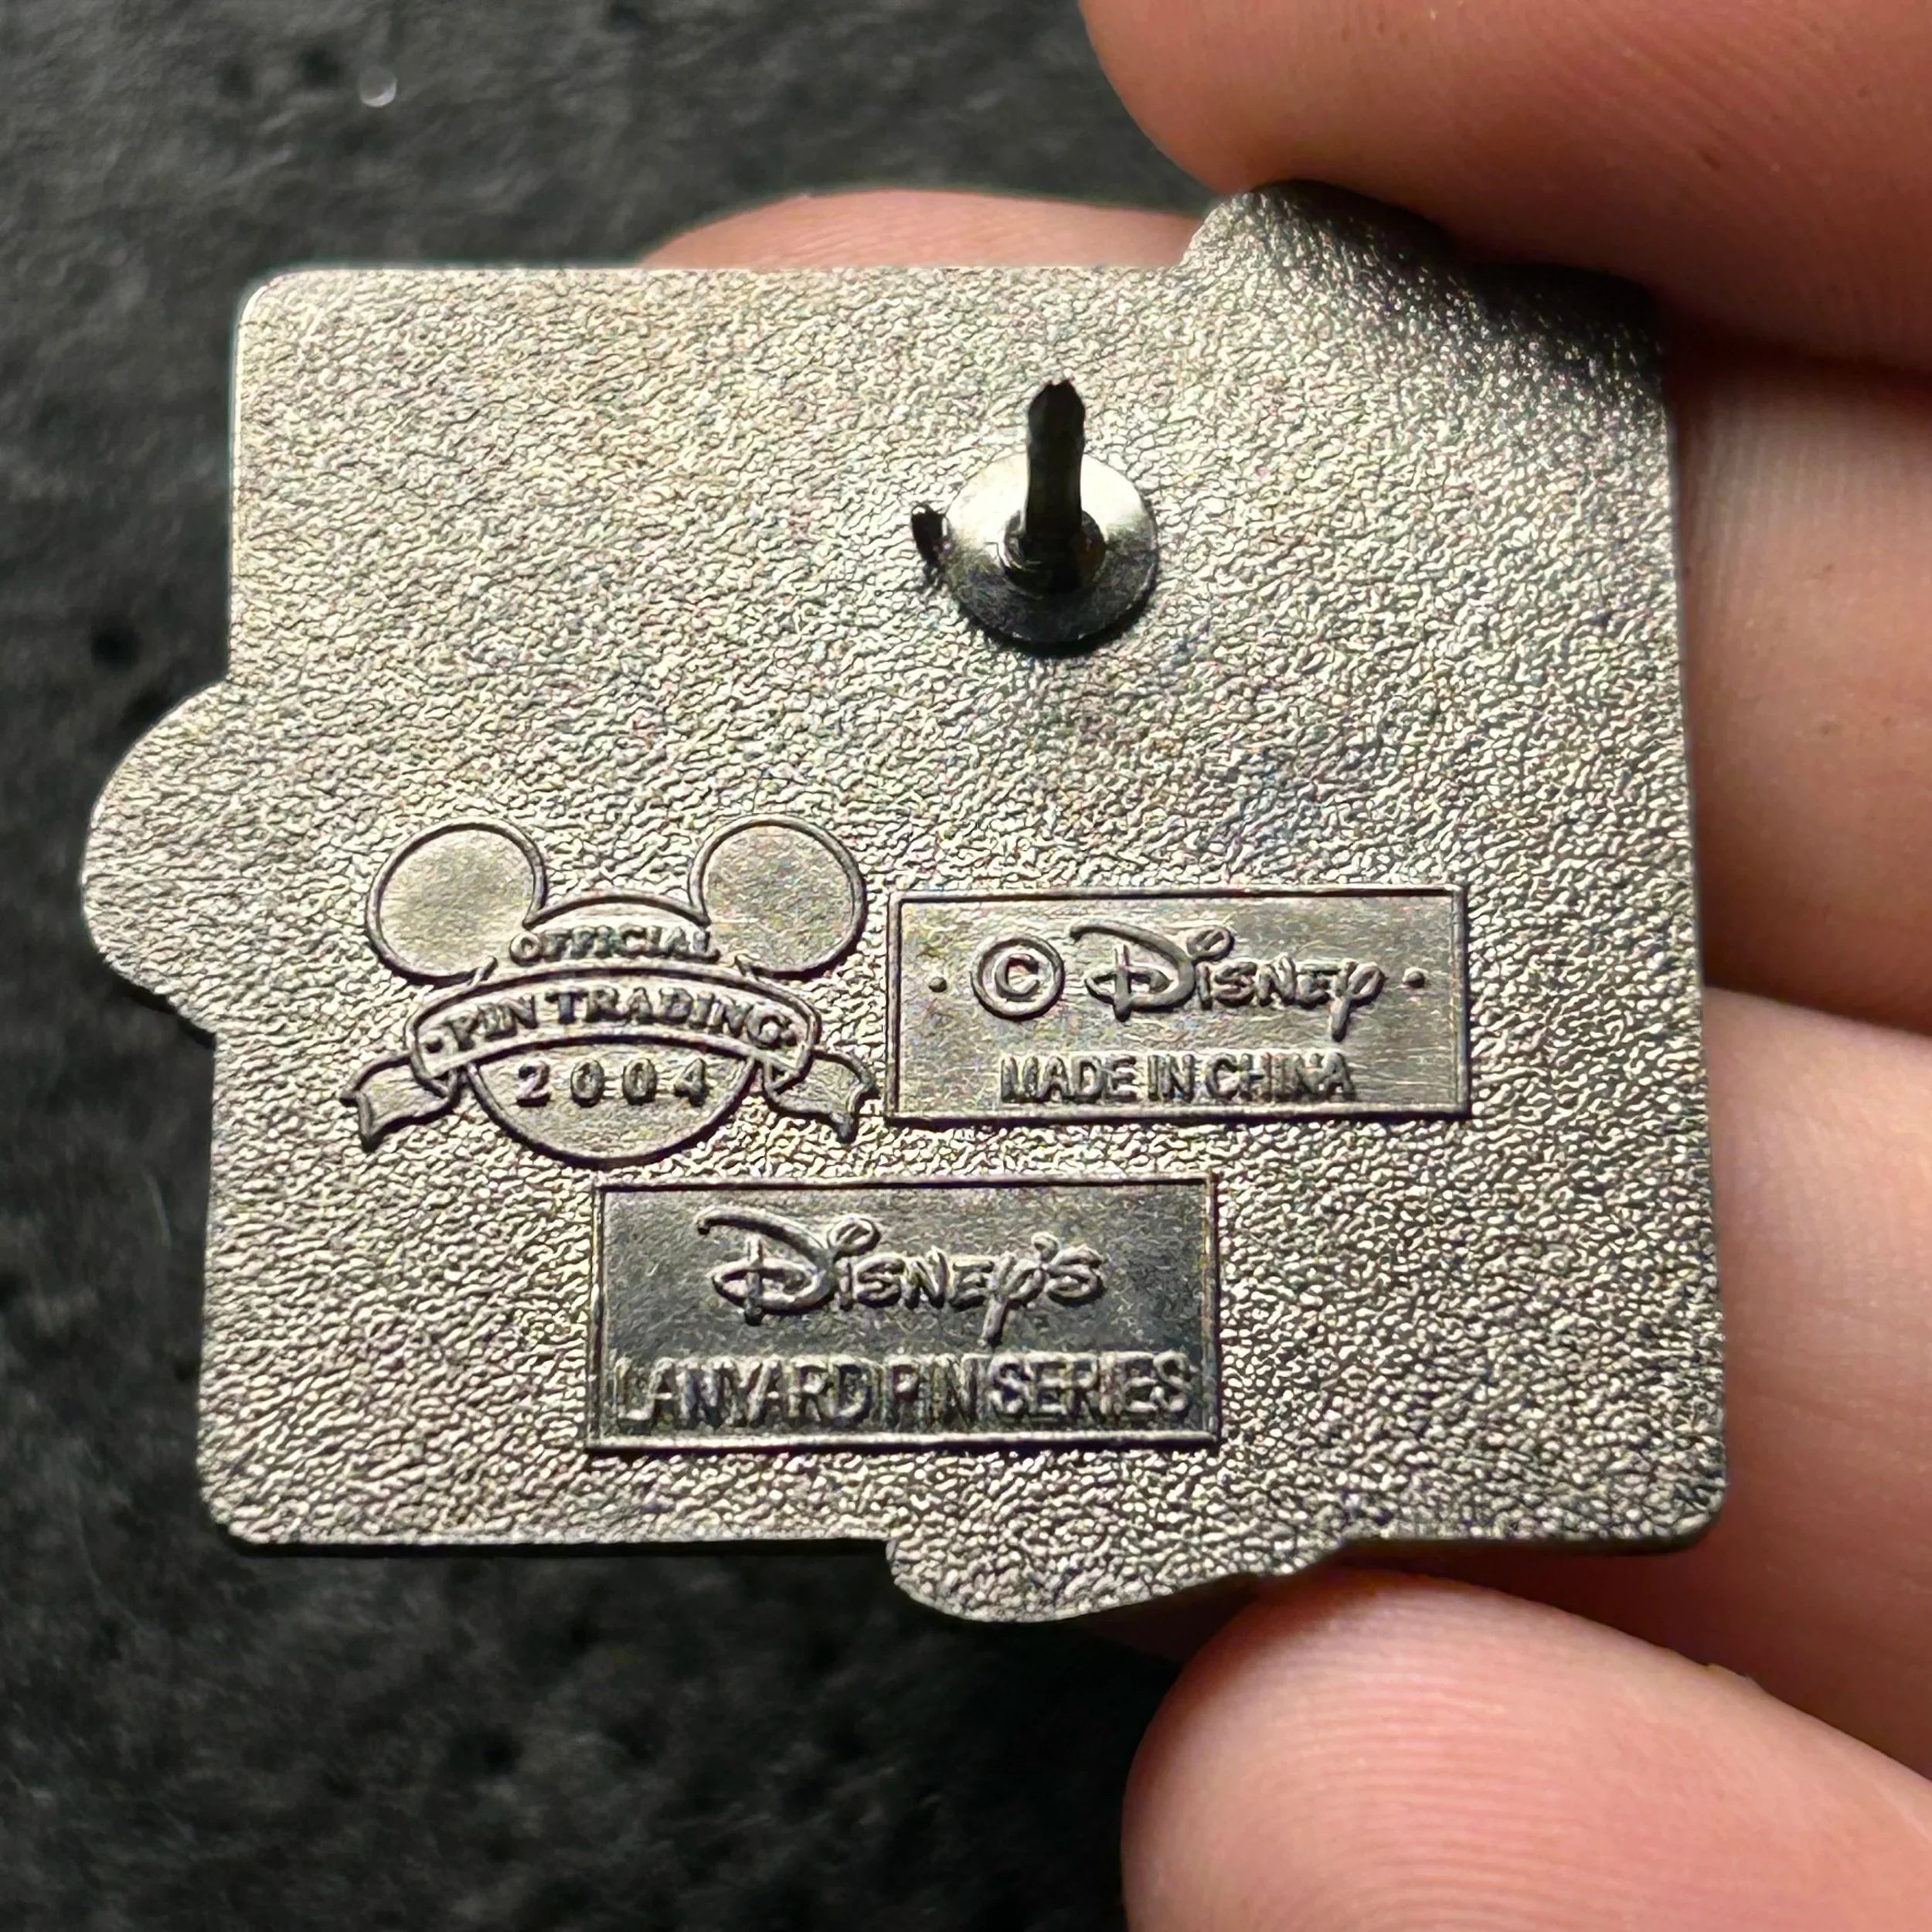 OFFICIAL
·PIN TRADING·
2004
· © Disney ·
MADE IN CHINA
Disney's
LANYARD PIN SERIES